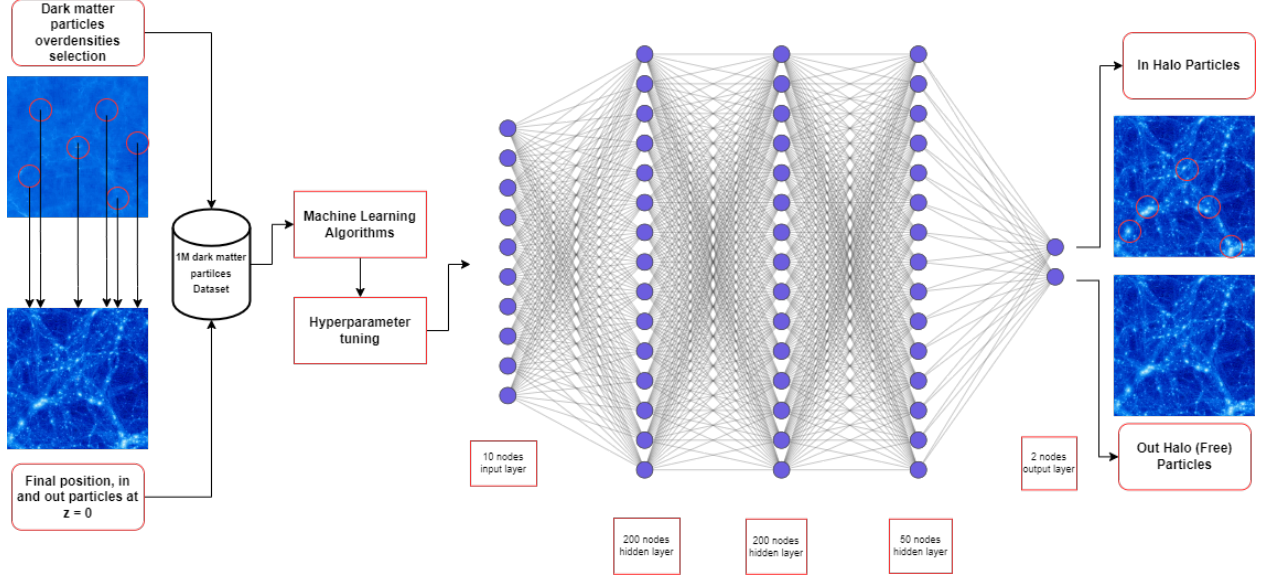 Dark matter
particles
overdensities
selection
1M dark matter
partilces
Dataset
Final position, in
and out particles at
z = 0
Machine Learning
Algorithms
Hyperparameter
tuning
10 nodes
input layer
200 nodes
hidden layer
200 nodes
hidden layer
50 nodes
hidden layer
2 nodes
output layer
In Halo Particles
Out Halo (Free)
Particles